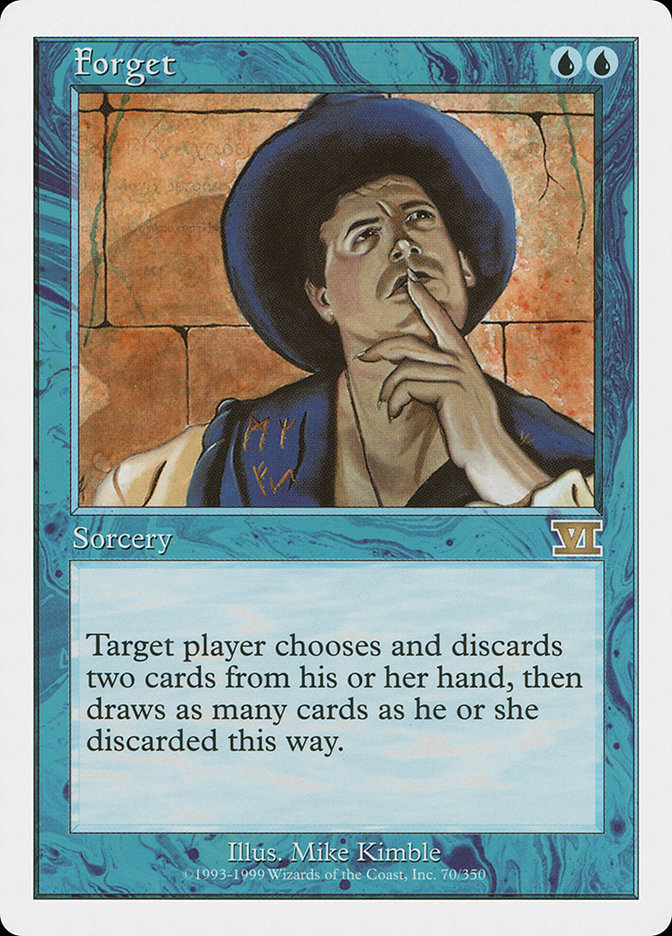 Forget
Sorcery
VI
Target player chooses and discards
two cards from his or her hand, then
draws as many cards as he or she
discarded this way.
Illus. Mike Kimble
©1993-1999 Wizards of the Coast, Inc. 70/350